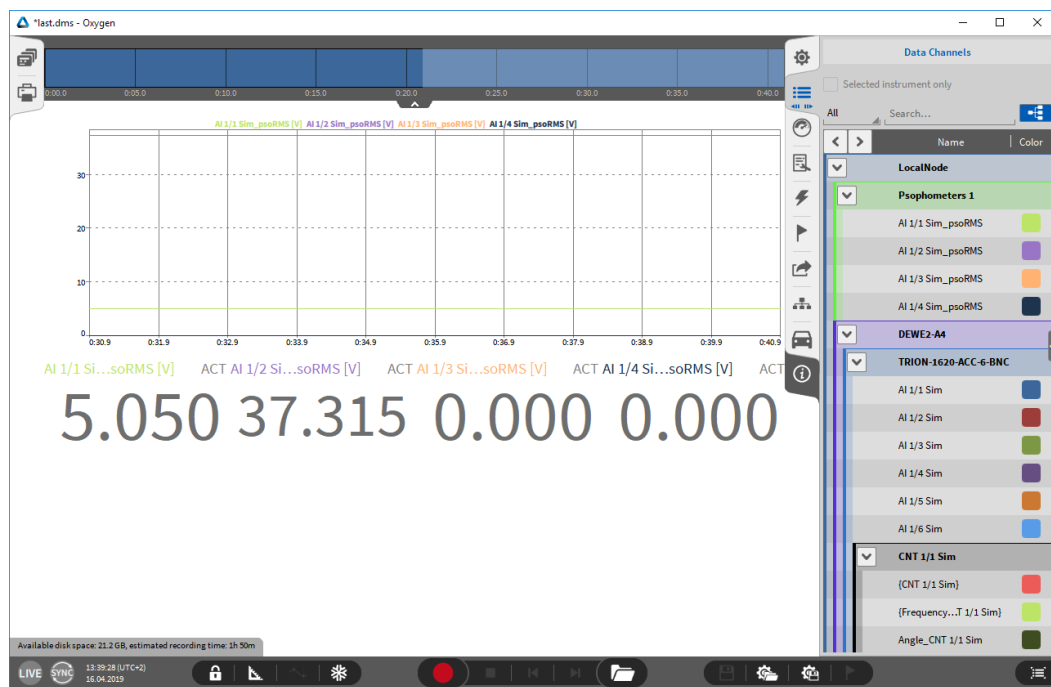 *last.dms - Oxygen
0:00.0 0:05.0 0:10.0 0:15.0 0:20.0 0:25.0 0:30.0 0:35.0 0:40.0
AI 1/1 Sim_psoRMS [V] AI 1/2 Sim_psoRMS [V] AI 1/3 Sim_psoRMS [V] AI 1/4 Sim_psoRMS [V]
30
20
10
0
0:30.9 0:31.9 0:32.9 0:33.9 0:34.9 0:35.9 0:36.9 0:37.9 0:38.9 0:39.9 0:40.9
AI 1/1 Si...soRMS [V] ACT AI 1/2 Si...soRMS [V] ACT AI 1/3 Si...soRMS [V] ACT AI 1/4 Si...soRMS [V] ACT
5.050 37.315 0.000 0.000
Available disk space: 21.2 GB, estimated recording time: 1h 50m
LIVE SYNC
13:39:28 (UTC+2)
16.04.2019
Data Channels
Selected instrument only
All Search...
Name Color
LocalNode
Psophometers 1
AI 1/1 Sim_psoRMS
AI 1/2 Sim_psoRMS
AI 1/3 Sim_psoRMS
AI 1/4 Sim_psoRMS
DEWE2-A4
TRION-1620-ACC-6-BNC
AI 1/1 Sim
AI 1/2 Sim
AI 1/3 Sim
AI 1/4 Sim
AI 1/5 Sim
AI 1/6 Sim
CNT 1/1 Sim
{CNT 1/1 Sim}
{Frequency...T 1/1 Sim}
Angle_CNT 1/1 Sim